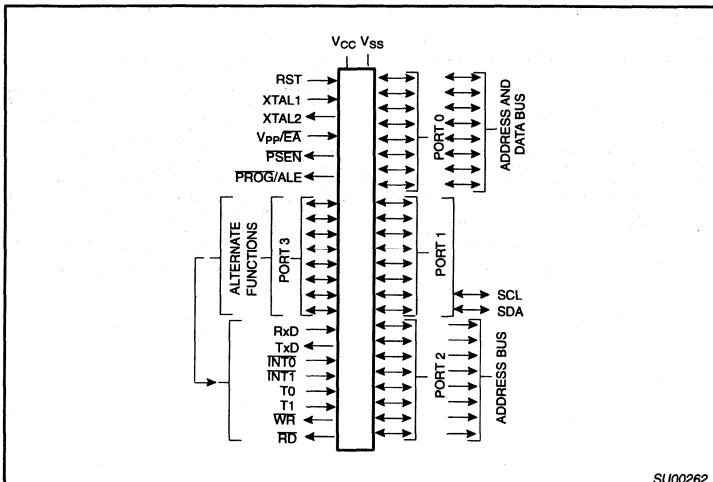 VCC VSS
RST
XTAL1
XTAL2
VPP/EA
PSEN
PROG/ALE
PORT 0
ADDRESS AND
DATA BUS
ALTERNATE
FUNCTIONS
PORT 3
PORT 1
SCL
SDA
RxD
TxD
INT0
INT1
T0
T1
WR
RD
PORT 2
ADDRESS BUS
SU00262